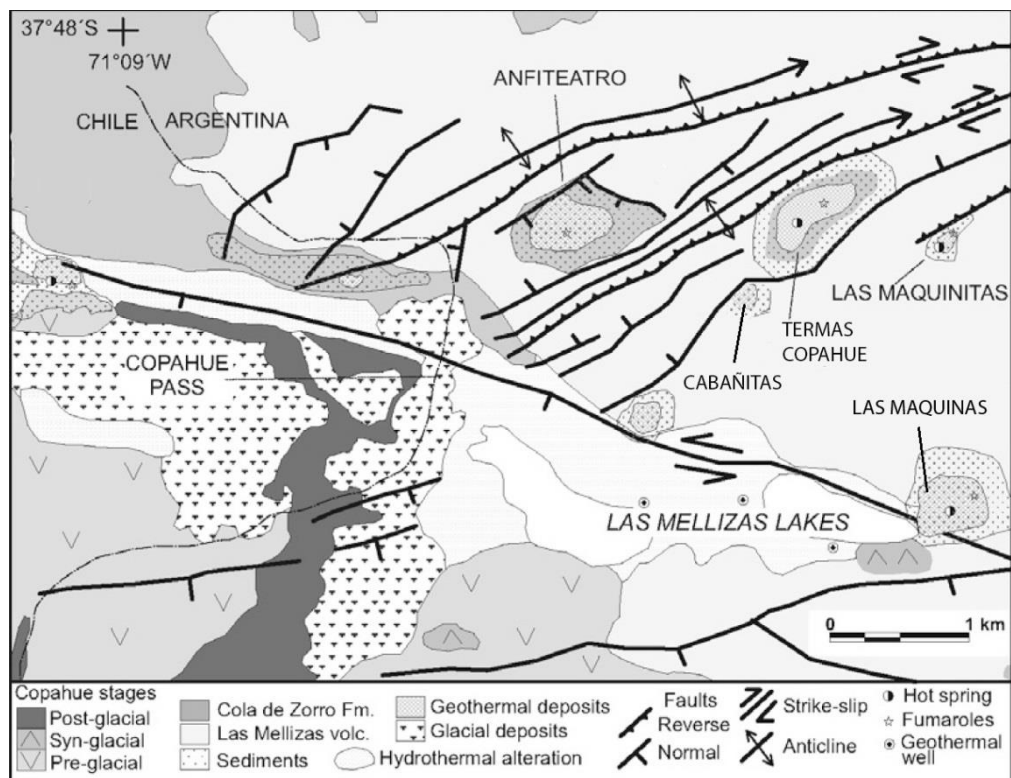 37°48´S
71°09´W
CHILE
ARGENTINA
ANFITEATRO
LAS MAQUINITAS
TERMAS
COPAHUE
CABAÑITAS
COPAHUE
PASS
LAS MAQUINAS
LAS MELLIZAS LAKES
0 1 km
Copahue stages
Post-glacial
Syn-glacial
Pre-glacial
Cola de Zorro Fm.
Las Mellizas volc.
Sediments
Geothermal deposits
Glacial deposits
Hydrothermal alteration
Faults
Reverse
Normal
Strike-slip
Anticline
Hot spring
Fumaroles
Geothermal
well